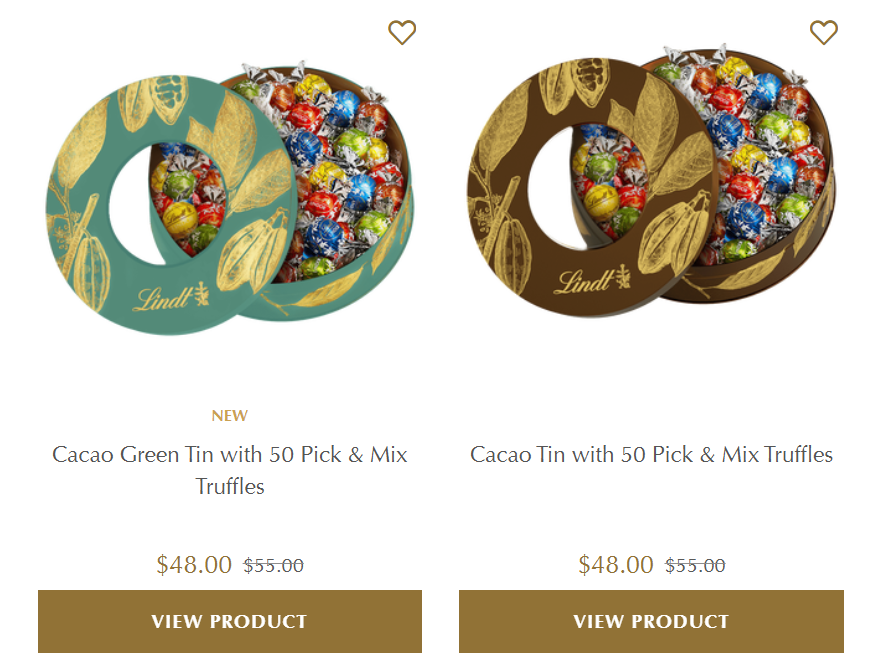 Lindt
Lindt
NEW
Cacao Green Tin with 50 Pick & Mix
Truffles
Cacao Tin with 50 Pick & Mix Truffles
$48.00 $55.00
$48.00 $55.00
VIEW PRODUCT
VIEW PRODUCT